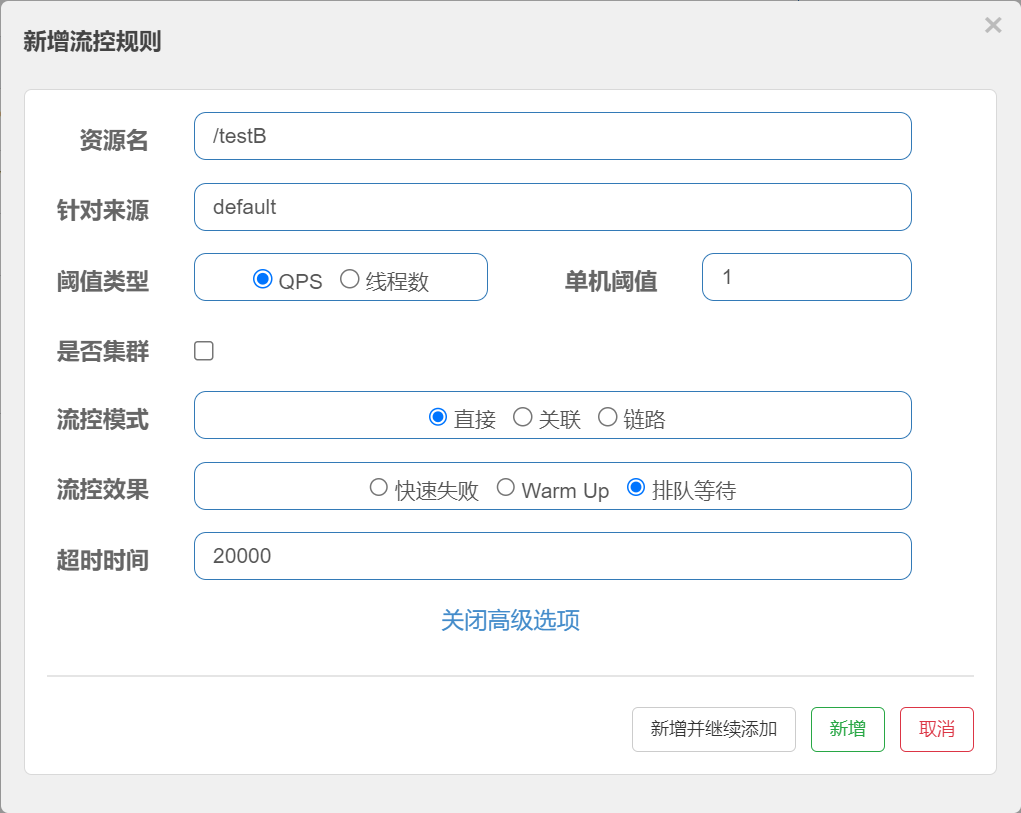 新增流控规则
×
资源名 /testB
针对来源 default
阈值类型 QPS 线程数 单机阈值 1
是否集群
流控模式 直接 关联 链路
流控效果 快速失败 Warm Up 排队等待
超时时间 20000
关闭高级选项
新增并继续添加 新增 取消